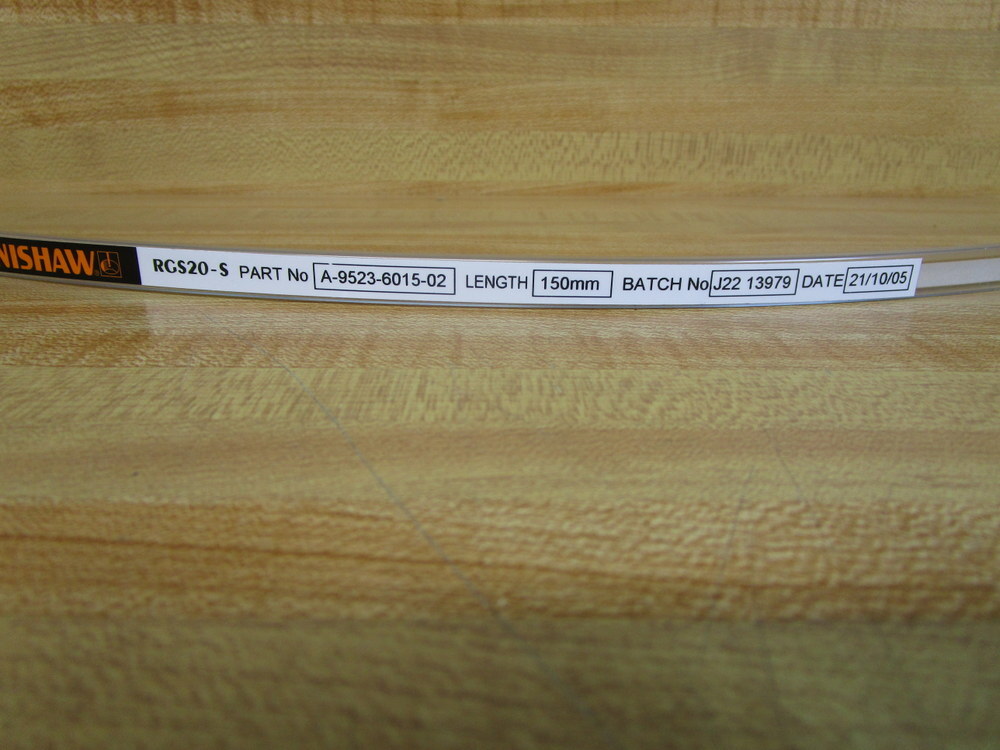 NISHAW RGS20-S PART No A-9523-6015-02 LENGTH 150mm BATCH No J22 13979 DATE 21/10/05